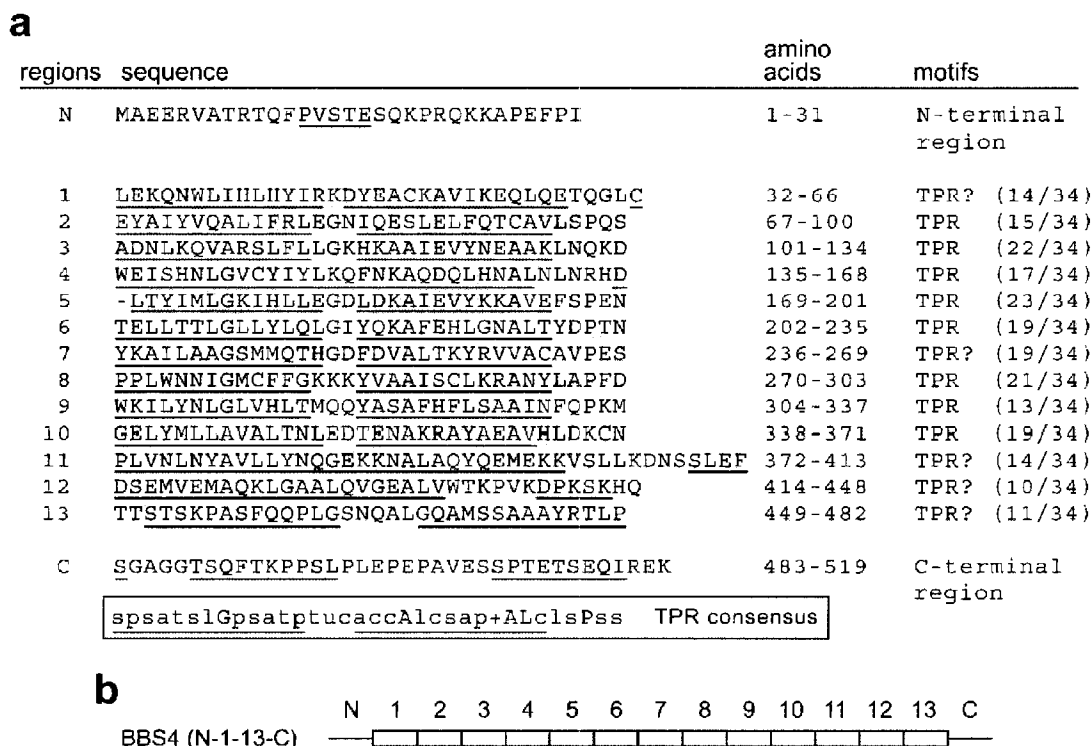 a
regions sequence amino acids motifs
N MAEERVATRTQFPVSTESQKPRQKKAPEFPI 1-31 N-terminal region
1 LEKQNWLIHLHYIRKDYEACKAVIKEQLQETQGLC 32-66 TPR? (14/34)
2 EYAIYVQALIFRLEGNIQESLELFQTCAVLSPQS 67-100 TPR (15/34)
3 ADNLKQVARSLFLLGKHKAAIEVYNEAAKLNQKD 101-134 TPR (22/34)
4 WEISHNLGVCYIYLKQFNKAQDQLHNALNLNRHD 135-168 TPR (17/34)
5 -LTYIMLGKIHLLEGDLDKAIEVYKKAVEFSPEN 169-201 TPR (23/34)
6 TELLTTLGLLYLQLGIYQKAFEHLGNALTYDPTN 202-235 TPR (19/34)
7 YKAILAAGSMMQTHGDFDVALTKYRVVACAVPES 236-269 TPR? (19/34)
8 PPLWNNIGMCFFGKKKYVAAISCLKRANYLAPFD 270-303 TPR (21/34)
9 WKILYNLGLVHLTMQQYASAFHFLSAAINFQPKM 304-337 TPR (13/34)
10 GELYMLLAVALTNLEDTENAKRAYAEAVHLDKCN 338-371 TPR (19/34)
11 PLVNLNYAVLLYNQGEKKNALAQYQEMEKKVSLLKDNSSLEF 372-413 TPR? (14/34)
12 DSEMVEMAQKLGAALQVGEALVWTKPVKDPKSKHQ 414-448 TPR? (10/34)
13 TTSTSKPASFQQPLGSNQALGQAMSSAAAYRTLP 449-482 TPR? (11/34)
C SGAGGTSQFTKPPSLPLEPEPAVESSPTETSEQIREK 483-519 C-terminal region
spsatslGpsatptucaccAlcsap+ALclsPss TPR consensus
b
N 1 2 3 4 5 6 7 8 9 10 11 12 13 C
BBS4 (N-1-13-C)